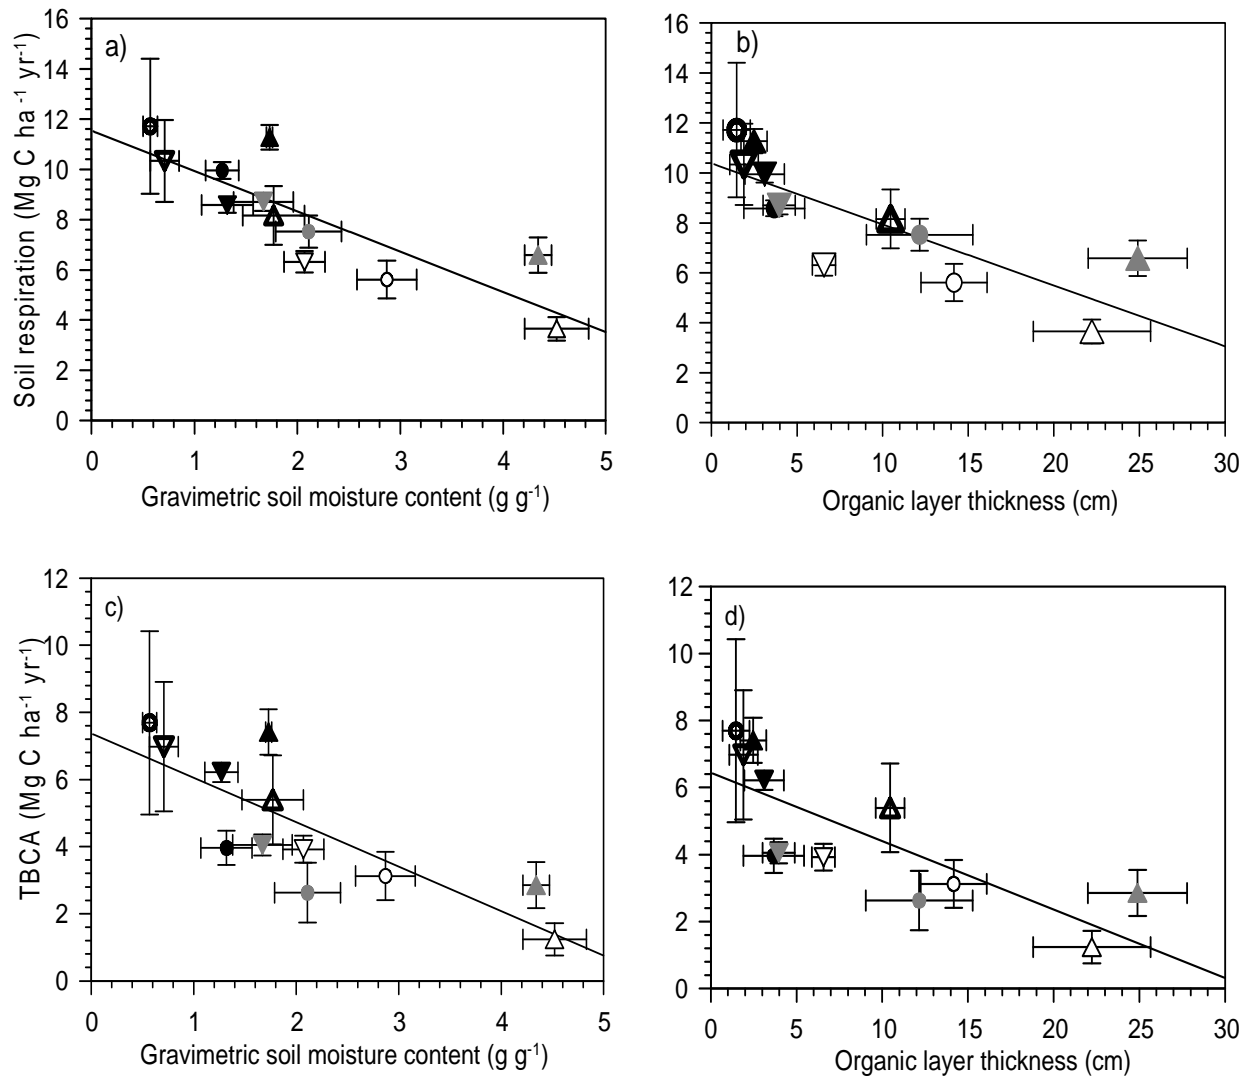 a)
16
14
12
10
8
6
4
2
0
Soil respiration (Mg C ha⁻¹ yr⁻¹)
0 1 2 3 4 5
Gravimetric soil moisture content (g g⁻¹)
b)
16
14
12
10
8
6
4
2
0
0 5 10 15 20 25 30
Organic layer thickness (cm)
c)
12
10
8
6
4
2
0
TBCA (Mg C ha⁻¹ yr⁻¹)
0 1 2 3 4 5
Gravimetric soil moisture content (g g⁻¹)
d)
12
10
8
6
4
2
0
0 5 10 15 20 25 30
Organic layer thickness (cm)